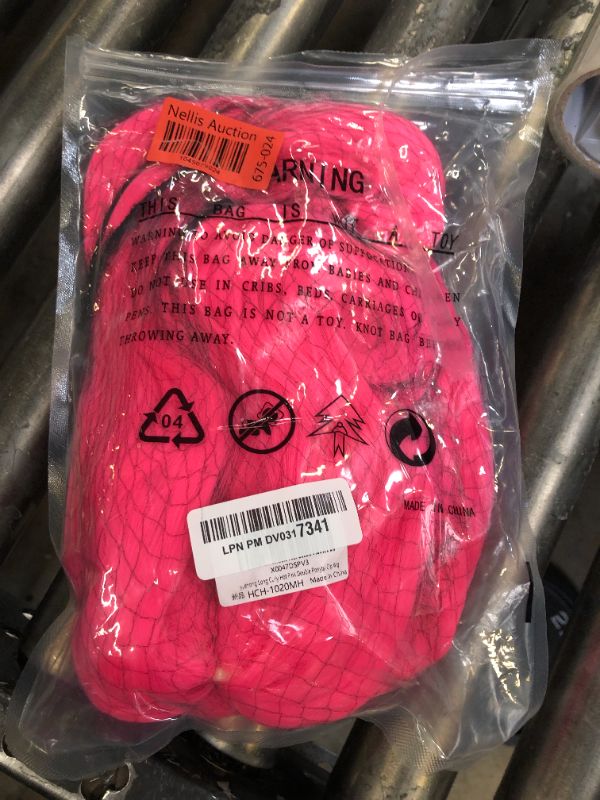 Nellis Auction
675-024
ARNING
THIS BAG IS A TOY
WARNING TO AVOID DANGER OF SUFFOCATION
KEEP THIS BAG AWAY FROM BABIES AND CH EN
DO NOT USE IN CRIBS, BEDS, CARRIAGES O Y
PENS. THIS BAG IS NOT A TOY. KNOT BAG BE
THROWING AWAY.
04
MADE IN CHINA
LPN PM DV0317341
X0047DSPV3
HCH-1020MH Made in China